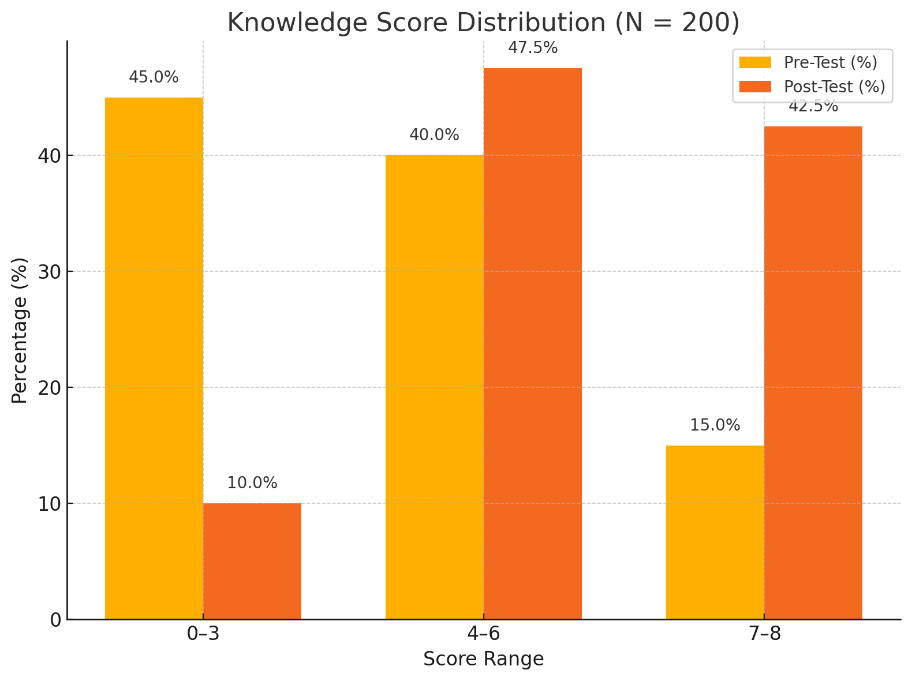 Knowledge Score Distribution (N = 200)
47.5%
Pre-Test (%)
Post-Test (%)
45.0%
42.5%
40.0%
15.0%
10.0%
40
30
20
10
0
Percentage (%)
0–3
4–6
7–8
Score Range